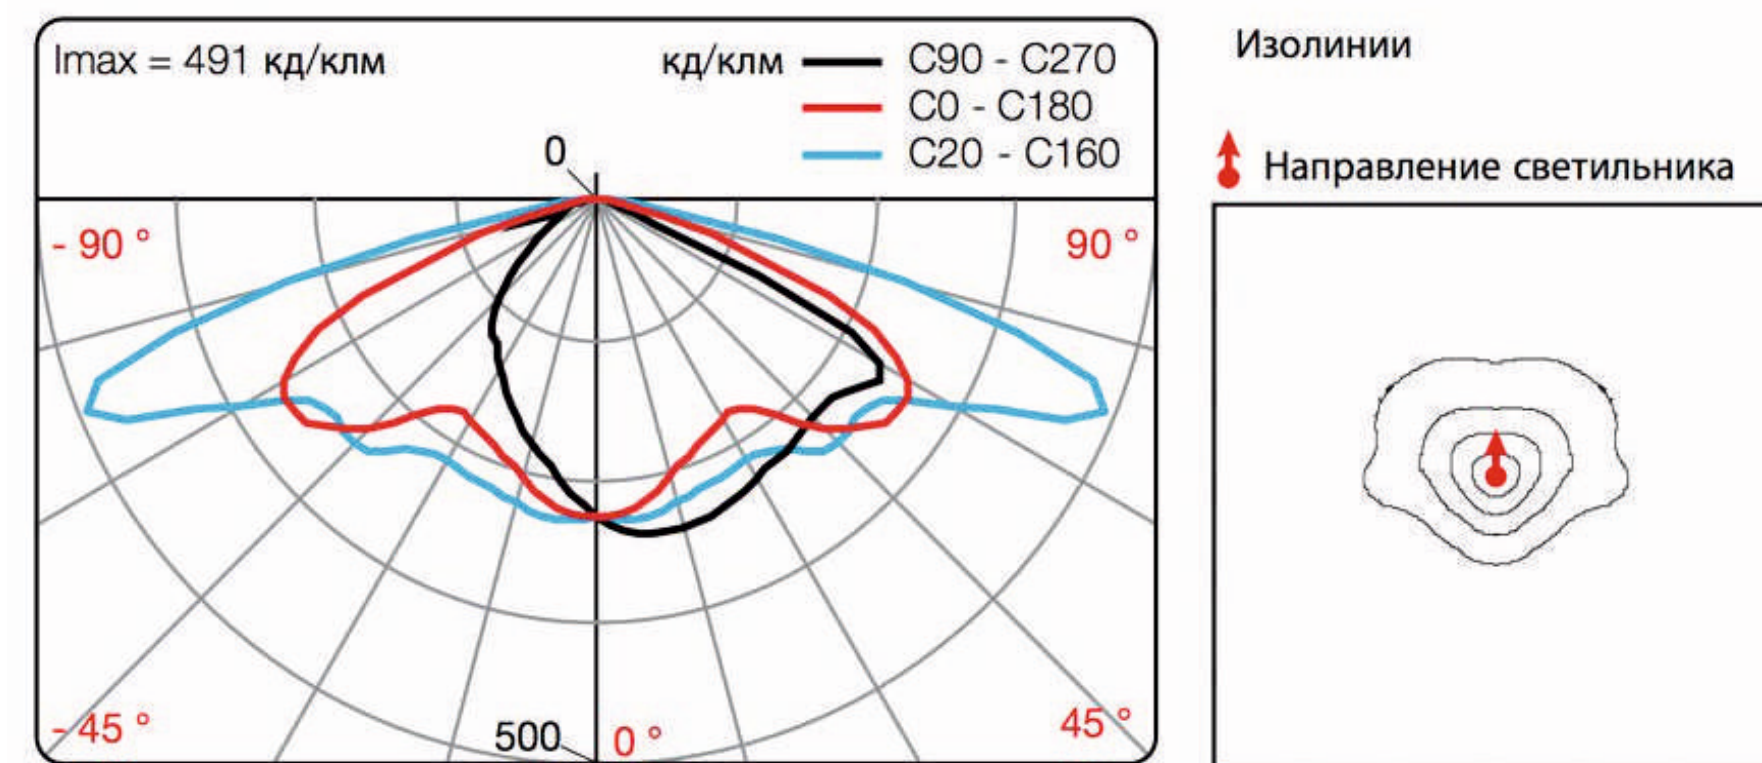 Imax = 491 кд/клм
кд/клм
C90 - C270
C0 - C180
C20 - C160
0
- 90 °
90 °
- 45 °
500
0 °
45 °
Изолинии
Направление светильника